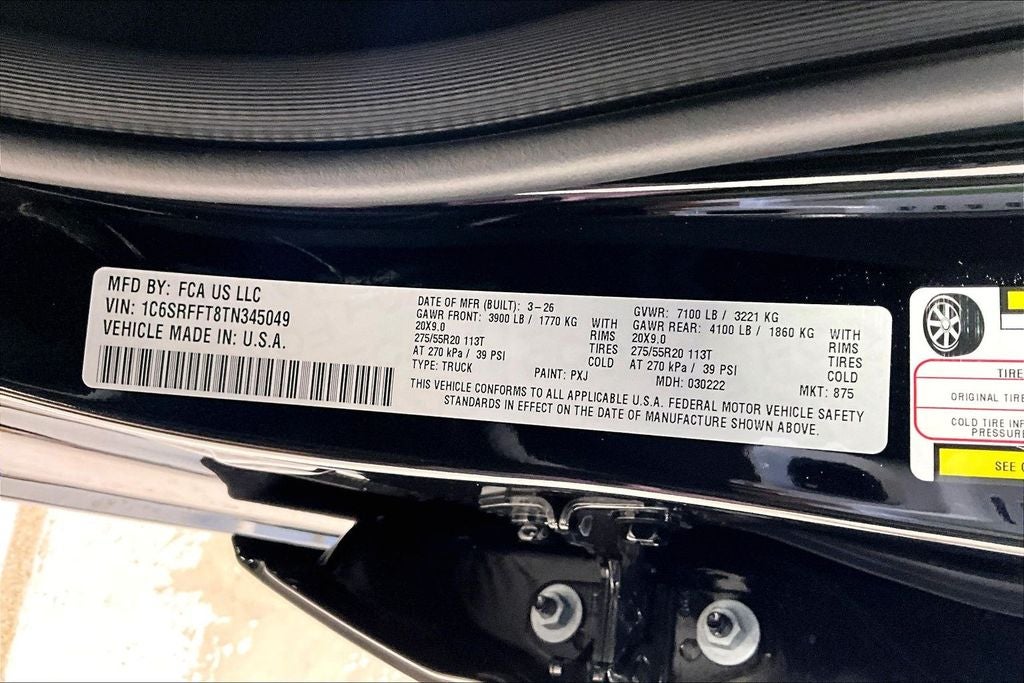 MFD BY: FCA US LLC
VIN: 1C6SRFFT8TN345049
VEHICLE MADE IN: U.S.A.
DATE OF MFR (BUILT): 3-26
GAWR FRONT: 3900 LB / 1770 KG WITH
20X9.0 RIMS
275/55R20 113T TIRES
AT 270 kPa / 39 PSI COLD
TYPE: TRUCK PAINT: PXJ
GVWR: 7100 LB / 3221 KG
GAWR REAR: 4100 LB / 1860 KG WITH
20X9.0 RIMS
275/55R20 113T TIRES
AT 270 kPa / 39 PSI COLD
MDH: 030222 MKT: 875
THIS VEHICLE CONFORMS TO ALL APPLICABLE U.S.A. FEDERAL MOTOR VEHICLE SAFETY
STANDARDS IN EFFECT ON THE DATE OF MANUFACTURE SHOWN ABOVE.
TIRE
ORIGINAL TIRE
COLD TIRE INF
PRESSURE
SEE